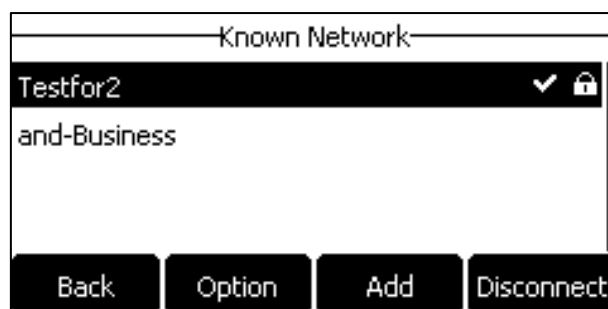 Known Network
Testfor2
and-Business
Back Option Add Disconnect